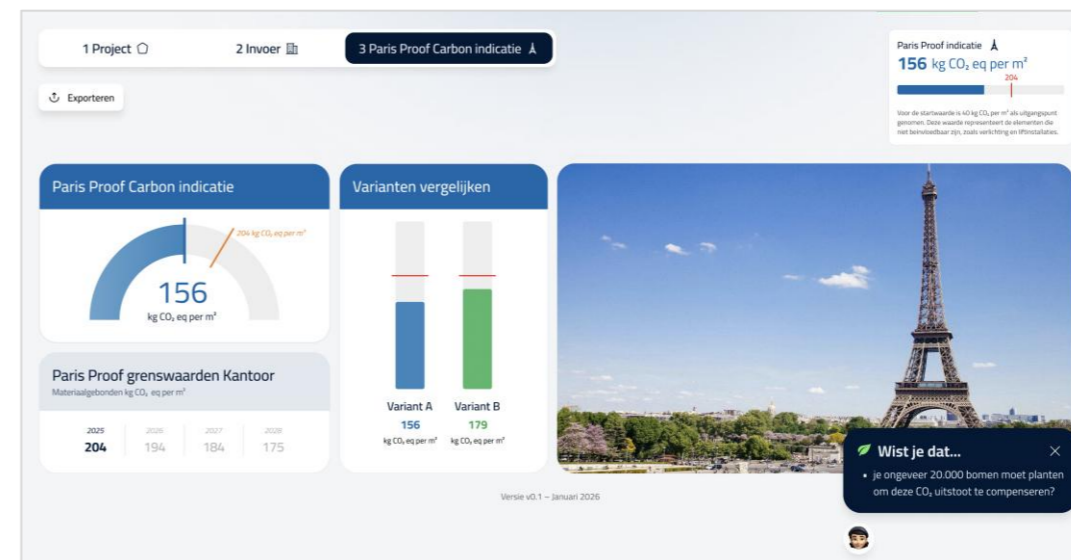 1 Project
2 Invoer
3 Paris Proof Carbon indicatie
Exporteren
Paris Proof indicatie
156 kg CO₂ eq per m²
204
Voor de startwaarde is 40 kg CO₂ per m² als uitgangspunt
genomen. Deze waarde representeert de elementen die
niet beïnvloedbaar zijn, zoals verlichting en liftinstallaties.
Paris Proof Carbon indicatie
204 kg CO₂ eq per m²
156
kg CO₂ eq per m²
Paris Proof grenswaarden Kantoor
Materiaalgebonden kg CO₂ eq per m²
2025 2026 2027 2028
204 194 184 175
Varianten vergelijken
Variant A Variant B
156 179
kg CO₂ eq per m² kg CO₂ eq per m²
Wist je dat...
• je ongeveer 20.000 bomen moet planten
om deze CO₂ uitstoot te compenseren?
Versie v0.1 – Januari 2026